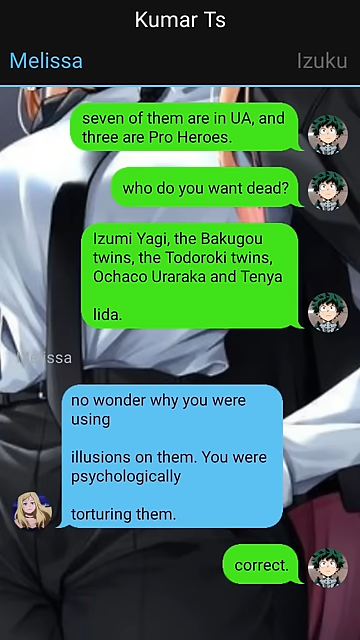 Kumar Ts
Melissa
Izuku
seven of them are in UA, and
three are Pro Heroes.
who do you want dead?
Izumi Yagi, the Bakugou
twins, the Todoroki twins,
Ochaco Uraraka and Tenya
Iida.
Melissa
no wonder why you were
using
illusions on them. You were
psychologically
torturing them.
correct.